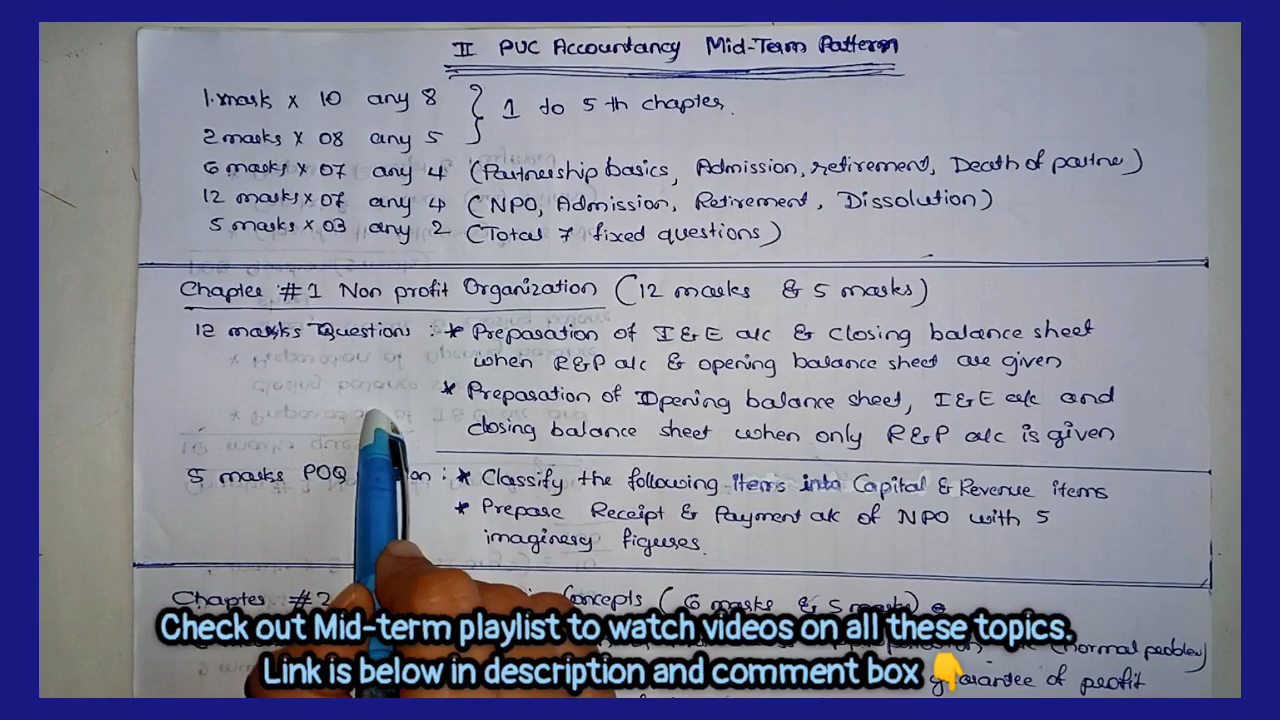 II PUC Accountancy Mid-Term Pattern
1 mark x 10 any 8 } 1 to 5th chapter.
2 marks x 08 any 5
6 marks x 07 any 4 (Partnership basics, Admission, retirement, Death of partne)
12 marks x 07 any 4 (NPO, Admission, Retirement, Dissolution)
5 marks x 03 any 2 (Total 7 fixed questions)
Chapter #1 Non profit Organization (12 marks & 5 marks)
12 marks Questions : * Preparation of I&E a/c & closing balance sheet
when R&P a/c & opening balance sheet are given
* Preparation of Opening balance sheet, I&E a/c and
closing balance sheet when only R&P a/c is given
5 marks POQ on : * Classify the following items into Capital & Revenue items
* Prepare Receipt & Payment a/c of NPO with 5
imaginery figures.
Chapter #2 Concepts (6 marks & 5 marks)
(normal problem)
guarantee of profit
Check out Mid-term playlist to watch videos on all these topics.
Link is below in description and comment box 👇